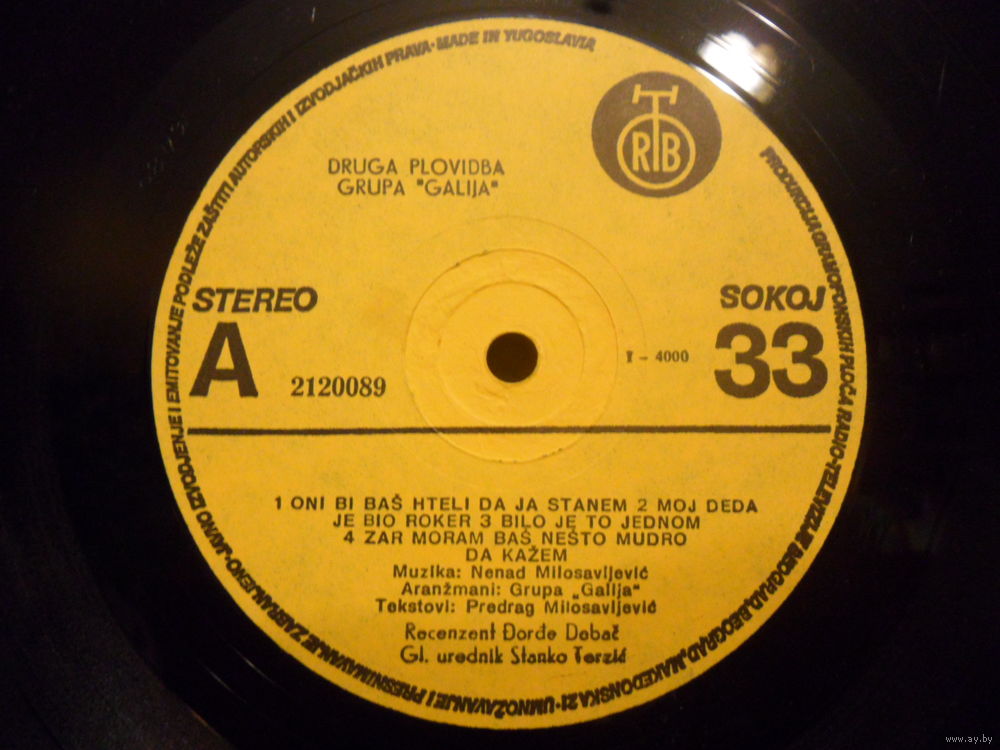 JAVNO IZVODJENJE I EMITOVANJE PODLEŽE ZAŠTITI AUTORSKIH I IZVODJAČKIH PRAVA · MADE IN YUGOSLAVIA
PRODUKCIJA GRAMOFONSKIH PLOČA RADIO-TELEVIZIJE BEOGRAD, BEOGRAD, MAKEDONSKA 21 · UMNOŽAVANJE I PRESNIMAVANJE ZABRANJENO ·
RTB
DRUGA PLOVIDBA
GRUPA "GALIJA"
STEREO
SOKOJ
A
2120089
I - 4000
33
1 ONI BI BAŠ HTELI DA JA STANEM 2 MOJ DEDA
JE BIO ROKER 3 BILO JE TO JEDNOM
4 ZAR MORAM BAŠ NEŠTO MUDRO
DA KAŽEM
Muzika: Nenad Milosavljević
Aranžmani: Grupa „Galija"
Tekstovi: Predrag Milosavljević
Recenzent Đorđe Debač
Gl. urednik Stanko Terzić
www.ay.by